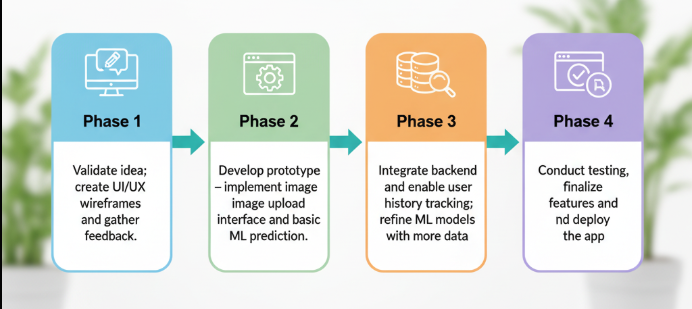 Phase 1
Validate idea;
create UI/UX
wireframes
and gather
feedback.
Phase 2
Develop prototype
– implement image
image upload
interface and basic
ML prediction.
Phase 3
Integrate backend
and enable user
history tracking;
refine ML models
with more data
Phase 4
Conduct testing,
finalize
features and
nd deploy
the app